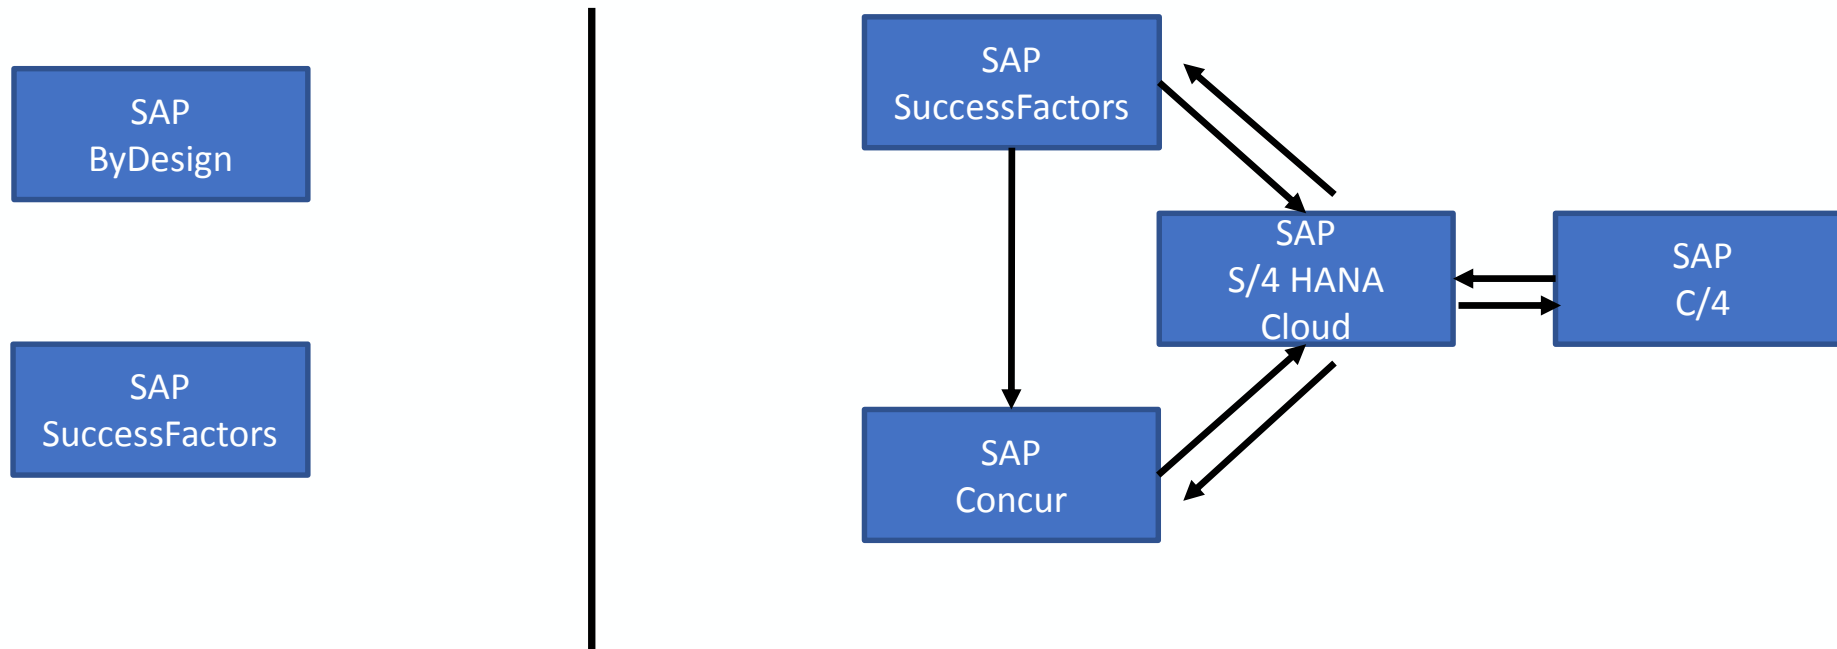 SAP
ByDesign
SAP
SuccessFactors
SAP
SuccessFactors
SAP
S/4 HANA
Cloud
SAP
C/4
SAP
Concur